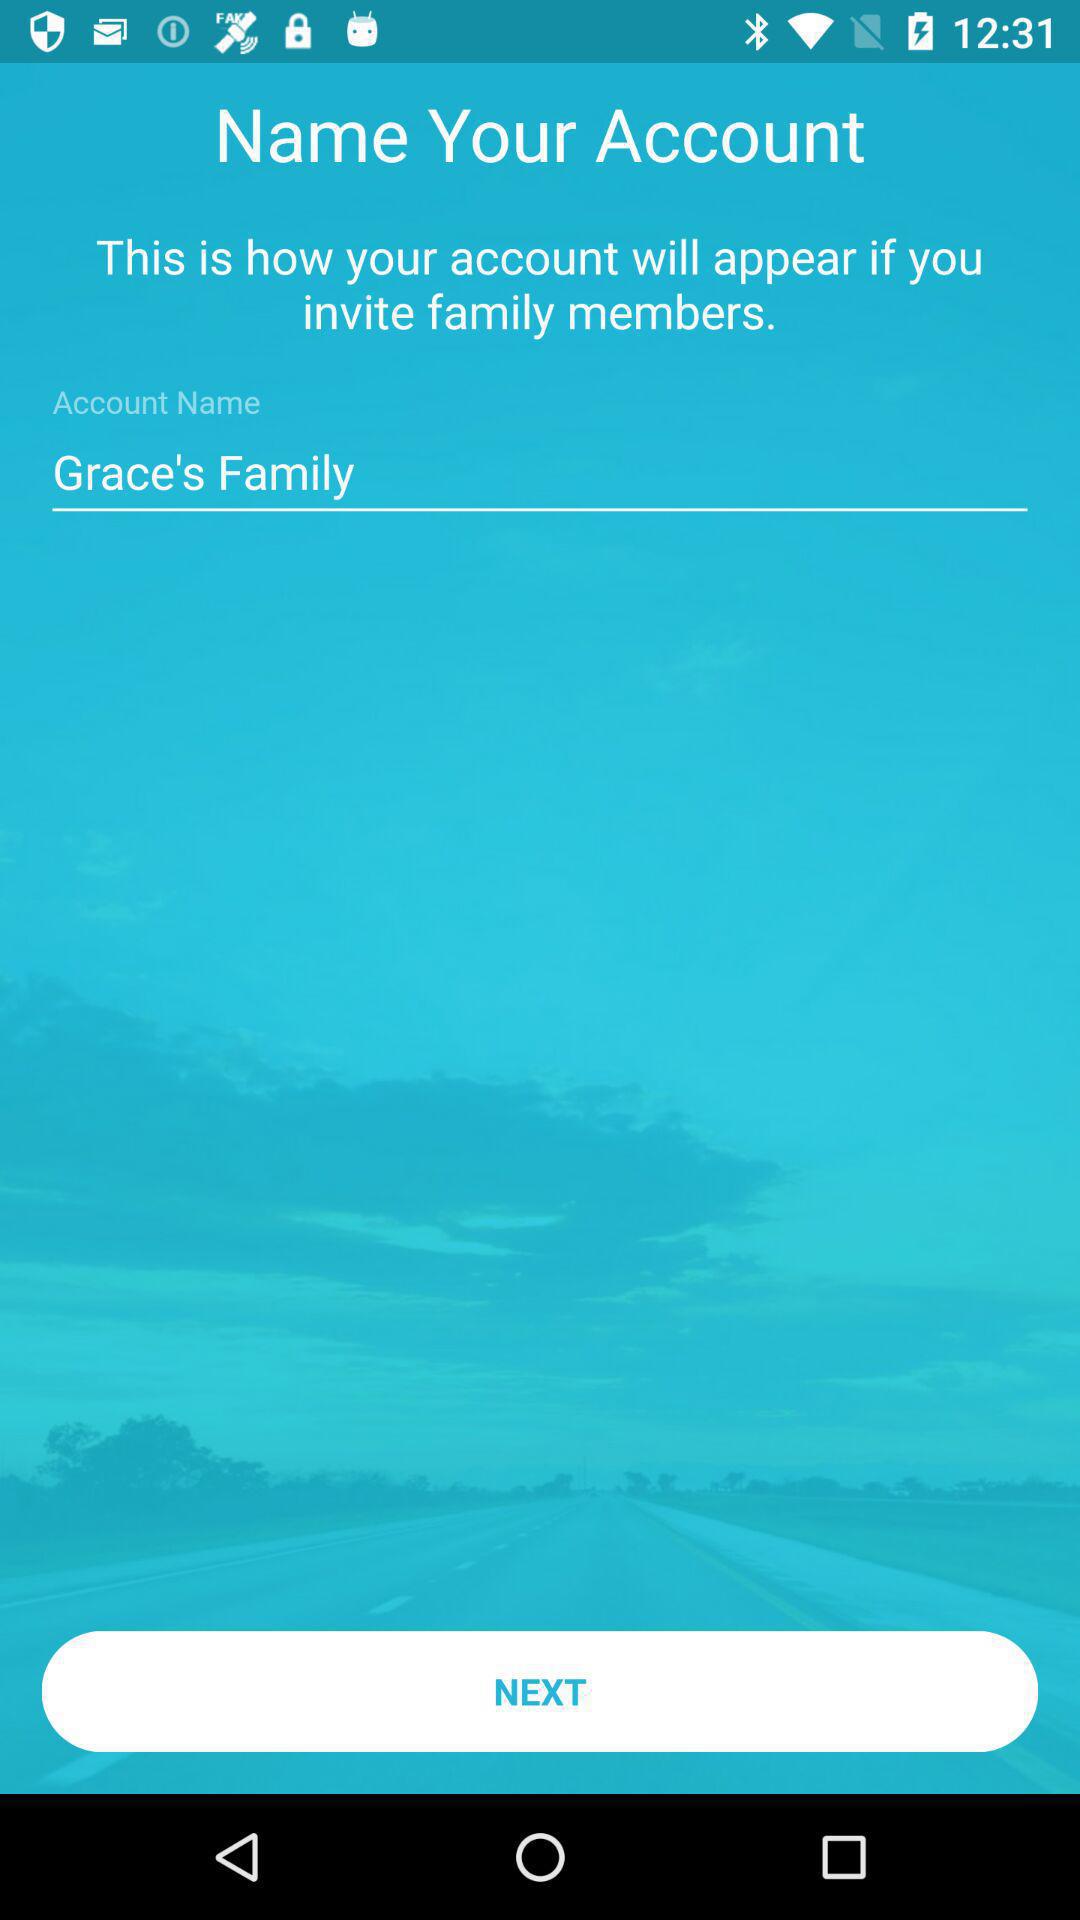 FAKE
12:31
Name Your Account
This is how your account will appear if you
invite family members.
Account Name
Grace's Family
NEXT